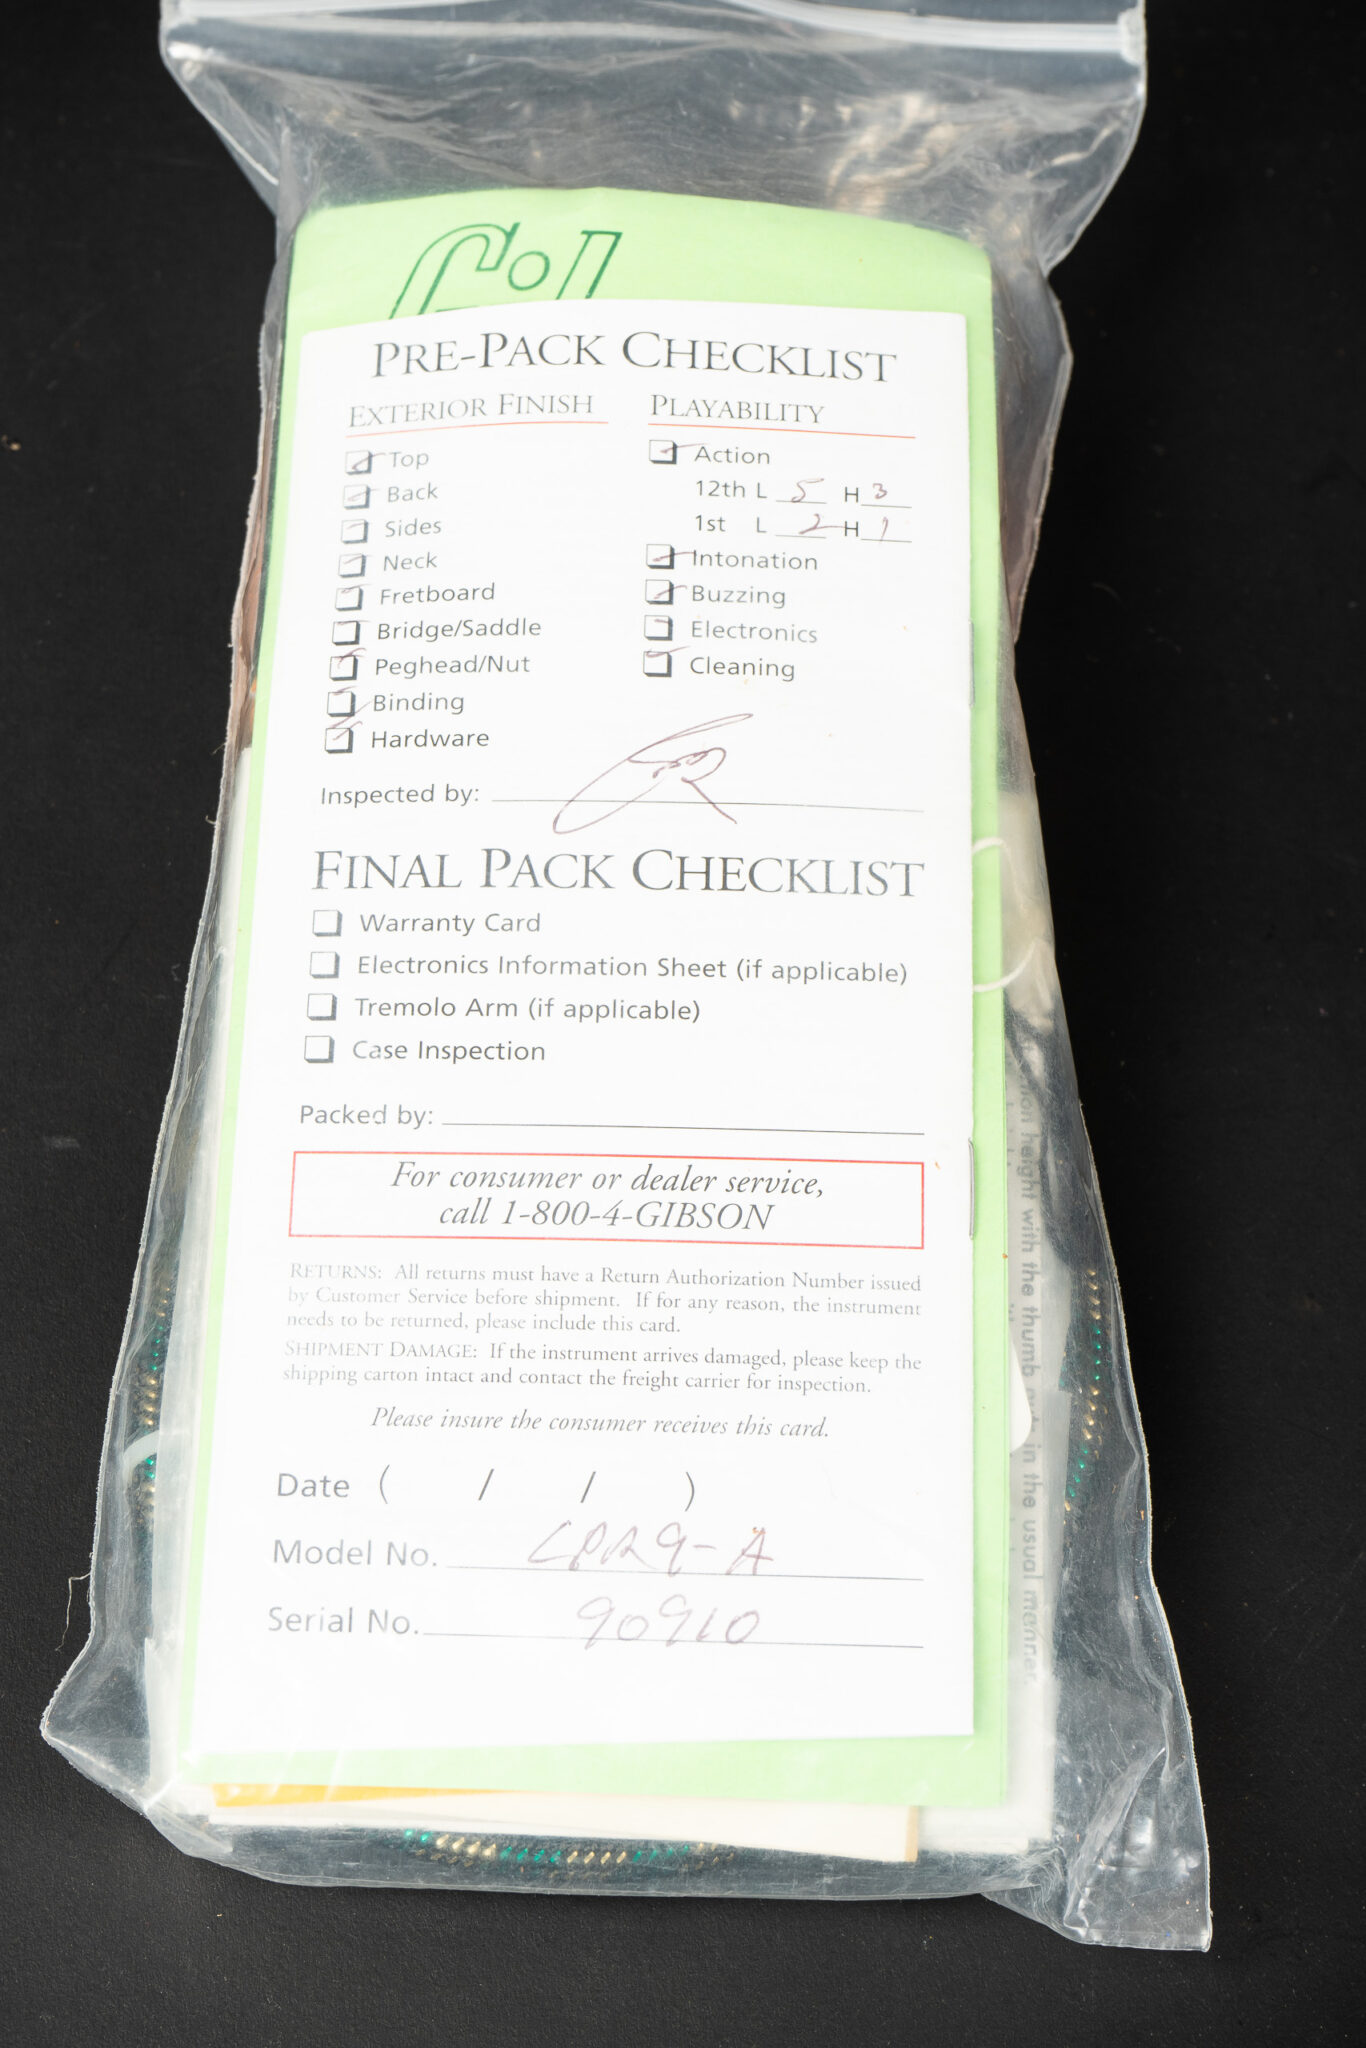 PRE-PACK CHECKLIST
EXTERIOR FINISH
Top
Back
Sides
Neck
Fretboard
Bridge/Saddle
Peghead/Nut
Binding
Hardware
PLAYABILITY
Action
12th L 5 H 3
1st L 2 H 1
Intonation
Buzzing
Electronics
Cleaning
Inspected by:
FINAL PACK CHECKLIST
Warranty Card
Electronics Information Sheet (if applicable)
Tremolo Arm (if applicable)
Case Inspection
Packed by:
For consumer or dealer service,
call 1-800-4-GIBSON
RETURNS: All returns must have a Return Authorization Number issued
by Customer Service before shipment. If for any reason, the instrument
needs to be returned, please include this card.
SHIPMENT DAMAGE: If the instrument arrives damaged, please keep the
shipping carton intact and contact the freight carrier for inspection.
Please insure the consumer receives this card.
Date ( / / )
Model No. LPR9-A
Serial No. 90910
height with the thumb in the usual manner.